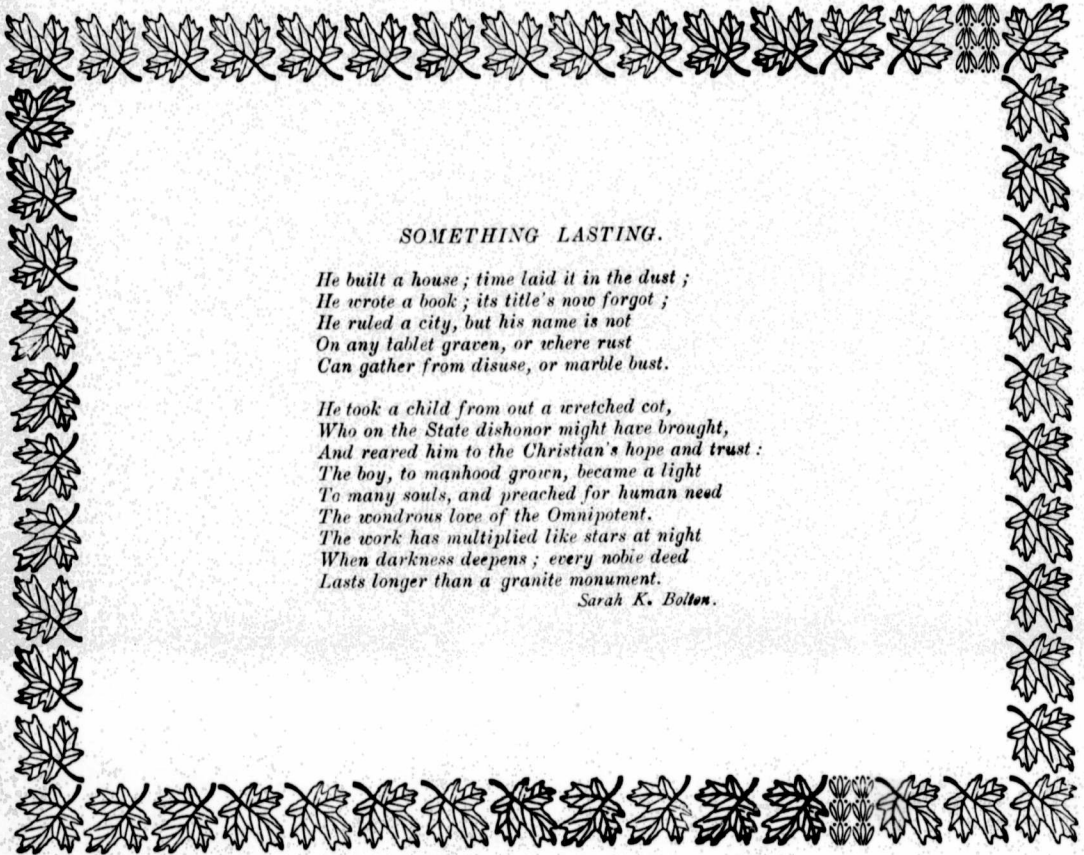 SOMETHING LASTING.
He built a house ; time laid it in the dust ;
He wrote a book ; its title's now forgot ;
He ruled a city, but his name is not
On any tablet graven, or where rust
Can gather from disuse, or marble bust.
He took a child from out a wretched cot,
Who on the State dishonor might have brought,
And reared him to the Christian's hope and trust :
The boy, to manhood grown, became a light
To many souls, and preached for human need
The wondrous love of the Omnipotent.
The work has multiplied like stars at night
When darkness deepens ; every noble deed
Lasts longer than a granite monument.
Sarah K. Bolton.